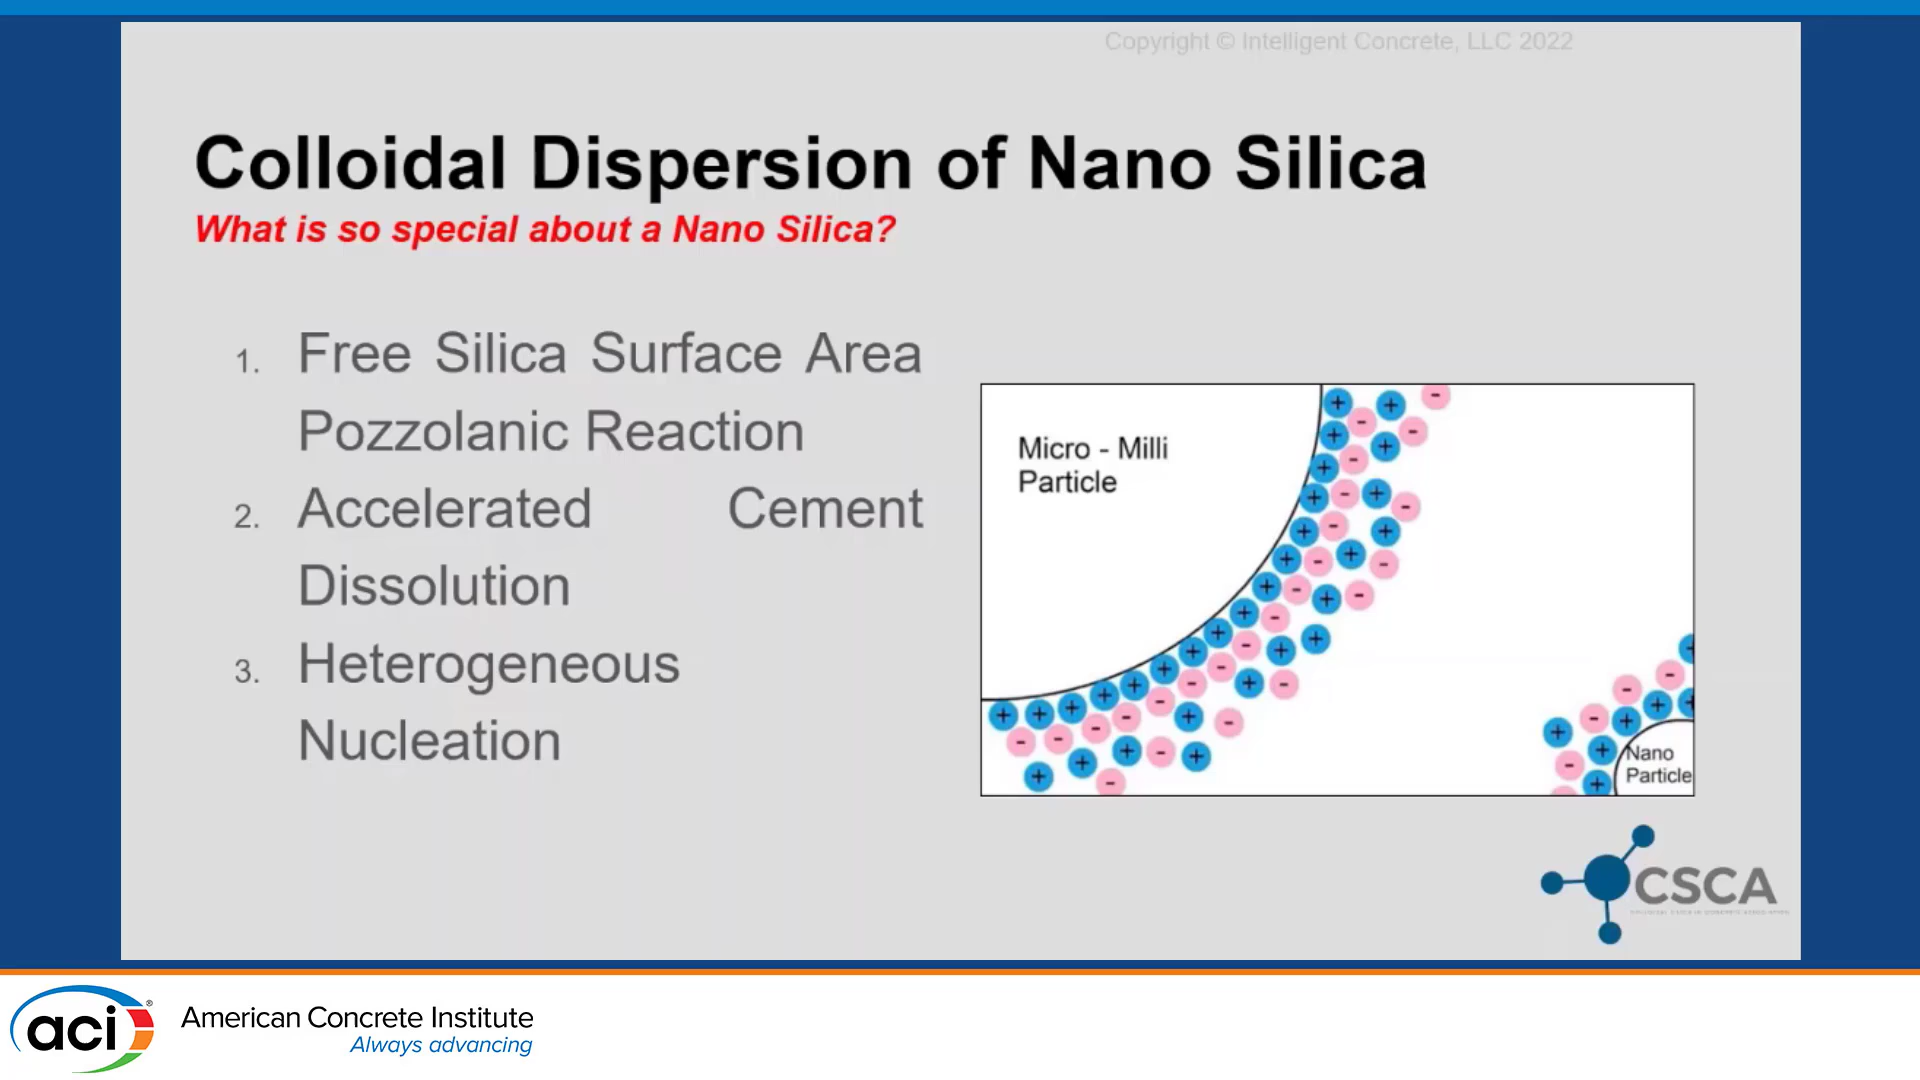 Copyright © Intelligent Concrete, LLC 2022
Colloidal Dispersion of Nano Silica
What is so special about a Nano Silica?
1. Free Silica Surface Area
Pozzolanic Reaction
2. Accelerated Cement
Dissolution
3. Heterogeneous
Nucleation
Micro - Milli
Particle
Nano
Particle
CSCA
aci®
American Concrete Institute
Always advancing